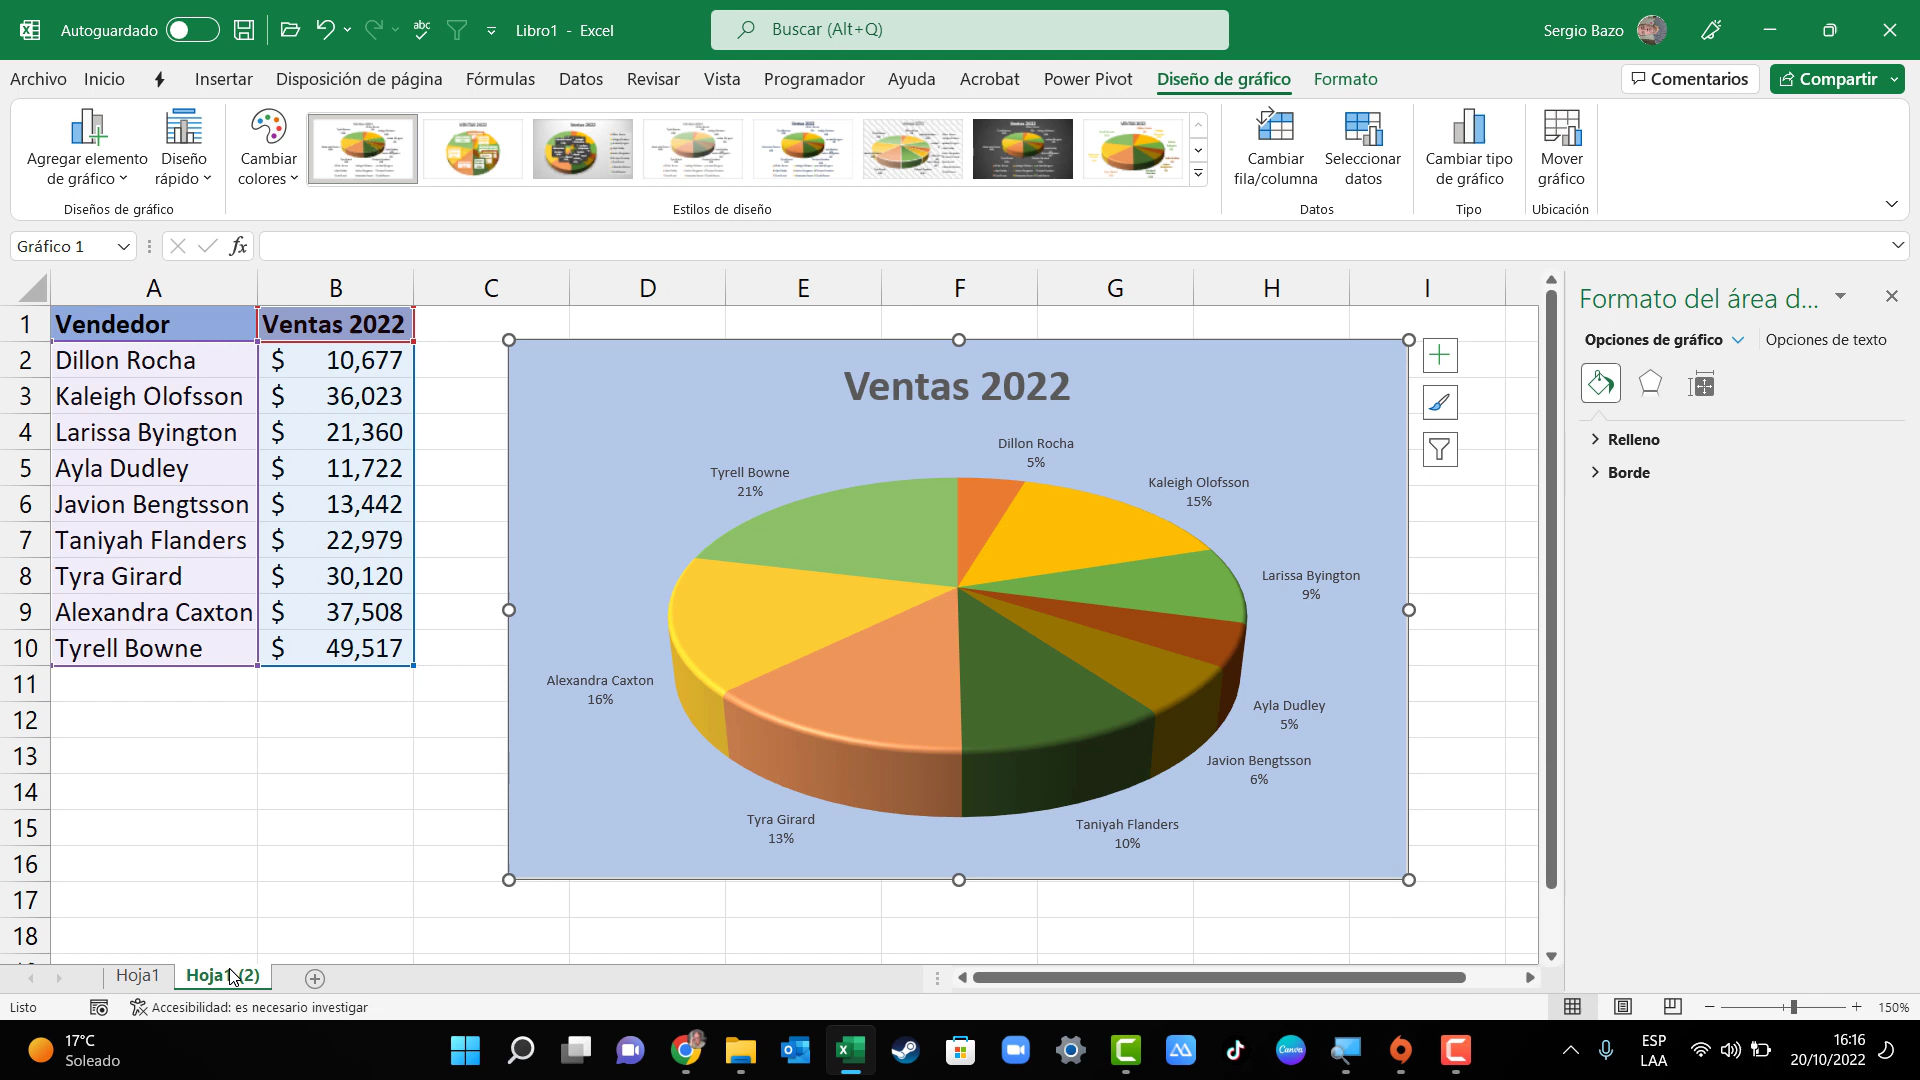 Autoguardado
abc
Libro1 - Excel
Buscar (Alt+Q)
Sergio Bazo
Archivo Inicio Insertar Disposición de página Fórmulas Datos Revisar Vista Programador Ayuda Acrobat Power Pivot Diseño de gráfico Formato
Comentarios
Compartir
Agregar elemento
de gráfico
Diseño
rápido
Cambiar
colores
Cambiar
fila/columna
Seleccionar
datos
Cambiar tipo
de gráfico
Mover
gráfico
Diseños de gráfico
Estilos de diseño
Datos
Tipo
Ubicación
Gráfico 1
fx
A B C D E F G H I
1 Vendedor Ventas 2022
2 Dillon Rocha $ 10,677
3 Kaleigh Olofsson $ 36,023
4 Larissa Byington $ 21,360
5 Ayla Dudley $ 11,722
6 Javion Bengtsson $ 13,442
7 Taniyah Flanders $ 22,979
8 Tyra Girard $ 30,120
9 Alexandra Caxton $ 37,508
10 Tyrell Bowne $ 49,517
11
12
13
14
15
16
17
18
Ventas 2022
Dillon Rocha
5%
Tyrell Bowne
21%
Kaleigh Olofsson
15%
Larissa Byington
9%
Alexandra Caxton
16%
Ayla Dudley
5%
Javion Bengtsson
6%
Tyra Girard
13%
Taniyah Flanders
10%
Formato del área d...
Opciones de gráfico
Opciones de texto
Relleno
Borde
Hoja1
Hoja1 (2)
Listo
Accesibilidad: es necesario investigar
150%
17°C
Soleado
Canva
ESP
LAA
16:16
20/10/2022